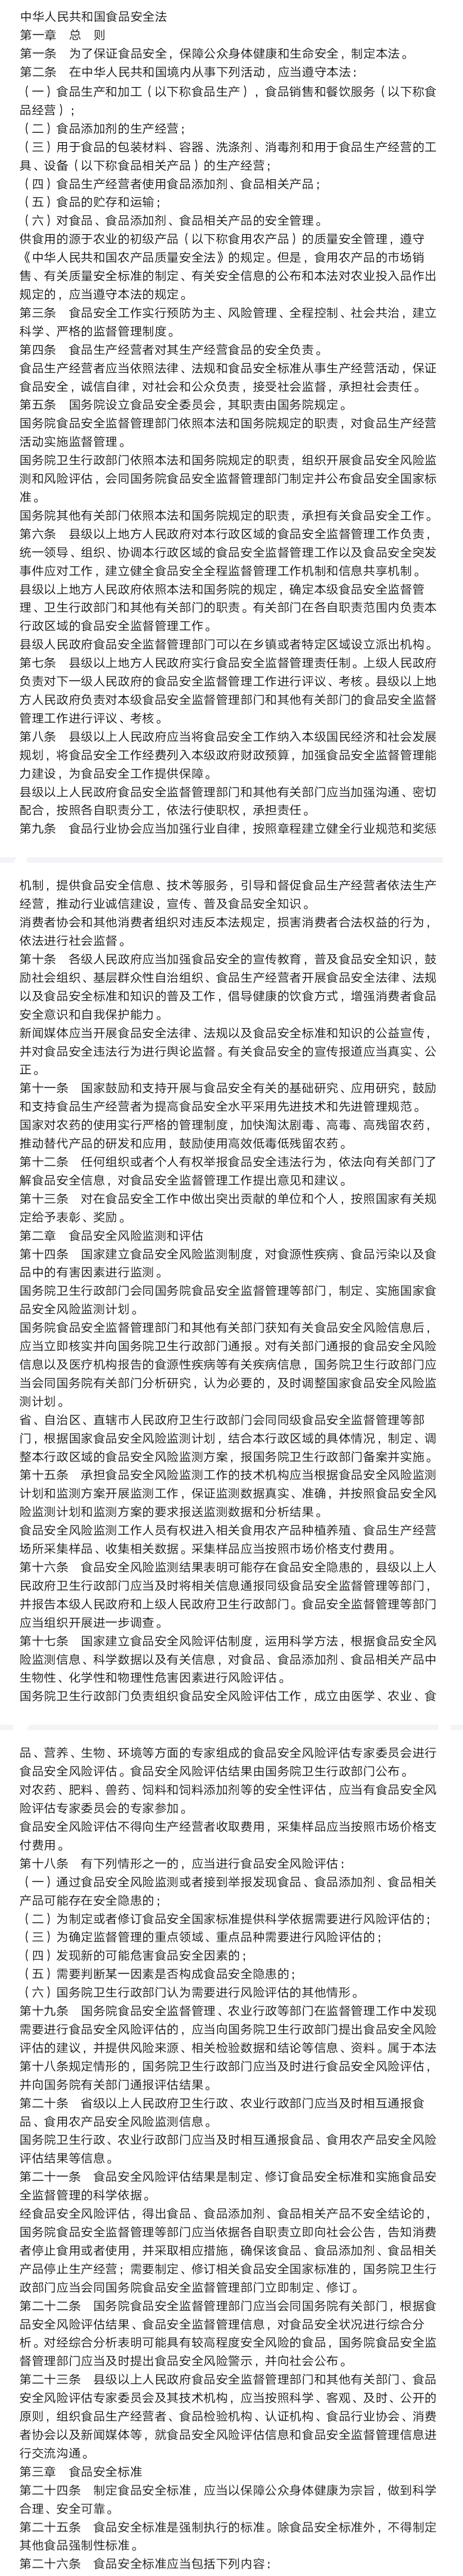 中华人民共和国食品安全法
第一章　总　则
第一条　为了保证食品安全，保障公众身体健康和生命安全，制定本法。
第二条　在中华人民共和国境内从事下列活动，应当遵守本法：
（一）食品生产和加工（以下称食品生产），食品销售和餐饮服务（以下称食
品经营）；
（二）食品添加剂的生产经营；
（三）用于食品的包装材料、容器、洗涤剂、消毒剂和用于食品生产经营的工
具、设备（以下称食品相关产品）的生产经营；
（四）食品生产经营者使用食品添加剂、食品相关产品；
（五）食品的贮存和运输；
（六）对食品、食品添加剂、食品相关产品的安全管理。
供食用的源于农业的初级产品（以下称食用农产品）的质量安全管理，遵守
《中华人民共和国农产品质量安全法》的规定。但是，食用农产品的市场销
售、有关质量安全标准的制定、有关安全信息的公布和本法对农业投入品作出
规定的，应当遵守本法的规定。
第三条　食品安全工作实行预防为主、风险管理、全程控制、社会共治，建立
科学、严格的监督管理制度。
第四条　食品生产经营者对其生产经营食品的安全负责。
食品生产经营者应当依照法律、法规和食品安全标准从事生产经营活动，保证
食品安全，诚信自律，对社会和公众负责，接受社会监督，承担社会责任。
第五条　国务院设立食品安全委员会，其职责由国务院规定。
国务院食品安全监督管理部门依照本法和国务院规定的职责，对食品生产经营
活动实施监督管理。
国务院卫生行政部门依照本法和国务院规定的职责，组织开展食品安全风险监
测和风险评估，会同国务院食品安全监督管理部门制定并公布食品安全国家标
准。
国务院其他有关部门依照本法和国务院规定的职责，承担有关食品安全工作。
第六条　县级以上地方人民政府对本行政区域的食品安全监督管理工作负责，
统一领导、组织、协调本行政区域的食品安全监督管理工作以及食品安全突发
事件应对工作，建立健全食品安全全程监督管理工作机制和信息共享机制。
县级以上地方人民政府依照本法和国务院的规定，确定本级食品安全监督管
理、卫生行政部门和其他有关部门的职责。有关部门在各自职责范围内负责本
行政区域的食品安全监督管理工作。
县级人民政府食品安全监督管理部门可以在乡镇或者特定区域设立派出机构。
第七条　县级以上地方人民政府实行食品安全监督管理责任制。上级人民政府
负责对下一级人民政府的食品安全监督管理工作进行评议、考核。县级以上地
方人民政府负责对本级食品安全监督管理部门和其他有关部门的食品安全监督
管理工作进行评议、考核。
第八条　县级以上人民政府应当将食品安全工作纳入本级国民经济和社会发展
规划，将食品安全工作经费列入本级政府财政预算，加强食品安全监督管理能
力建设，为食品安全工作提供保障。
县级以上人民政府食品安全监督管理部门和其他有关部门应当加强沟通、密切
配合，按照各自职责分工，依法行使职权，承担责任。
第九条　食品行业协会应当加强行业自律，按照章程建立健全行业规范和奖惩
机制，提供食品安全信息、技术等服务，引导和督促食品生产经营者依法生产
经营，推动行业诚信建设，宣传、普及食品安全知识。
消费者协会和其他消费者组织对违反本法规定，损害消费者合法权益的行为，
依法进行社会监督。
第十条　各级人民政府应当加强食品安全的宣传教育，普及食品安全知识，鼓
励社会组织、基层群众性自治组织、食品生产经营者开展食品安全法律、法规
以及食品安全标准和知识的普及工作，倡导健康的饮食方式，增强消费者食品
安全意识和自我保护能力。
新闻媒体应当开展食品安全法律、法规以及食品安全标准和知识的公益宣传，
并对食品安全违法行为进行舆论监督。有关食品安全的宣传报道应当真实、公
正。
第十一条　国家鼓励和支持开展与食品安全有关的基础研究、应用研究，鼓励
和支持食品生产经营者为提高食品安全水平采用先进技术和先进管理规范。
国家对农药的使用实行严格的管理制度，加快淘汰剧毒、高毒、高残留农药，
推动替代产品的研发和应用，鼓励使用高效低毒低残留农药。
第十二条　任何组织或者个人有权举报食品安全违法行为，依法向有关部门了
解食品安全信息，对食品安全监督管理工作提出意见和建议。
第十三条　对在食品安全工作中做出突出贡献的单位和个人，按照国家有关规
定给予表彰、奖励。
第二章　食品安全风险监测和评估
第十四条　国家建立食品安全风险监测制度，对食源性疾病、食品污染以及食
品中的有害因素进行监测。
国务院卫生行政部门会同国务院食品安全监督管理等部门，制定、实施国家食
品安全风险监测计划。
国务院食品安全监督管理部门和其他有关部门获知有关食品安全风险信息后，
应当立即核实并向国务院卫生行政部门通报。对有关部门通报的食品安全风险
信息以及医疗机构报告的食源性疾病等有关疾病信息，国务院卫生行政部门应
当会同国务院有关部门分析研究，认为必要的，及时调整国家食品安全风险监
测计划。
省、自治区、直辖市人民政府卫生行政部门会同同级食品安全监督管理等部
门，根据国家食品安全风险监测计划，结合本行政区域的具体情况，制定、调
整本行政区域的食品安全风险监测方案，报国务院卫生行政部门备案并实施。
第十五条　承担食品安全风险监测工作的技术机构应当根据食品安全风险监测
计划和监测方案开展监测工作，保证监测数据真实、准确，并按照食品安全风
险监测计划和监测方案的要求报送监测数据和分析结果。
食品安全风险监测工作人员有权进入相关食用农产品种植养殖、食品生产经营
场所采集样品、收集相关数据。采集样品应当按照市场价格支付费用。
第十六条　食品安全风险监测结果表明可能存在食品安全隐患的，县级以上人
民政府卫生行政部门应当及时将相关信息通报同级食品安全监督管理等部门，
并报告本级人民政府和上级人民政府卫生行政部门。食品安全监督管理等部门
应当组织开展进一步调查。
第十七条　国家建立食品安全风险评估制度，运用科学方法，根据食品安全风
险监测信息、科学数据以及有关信息，对食品、食品添加剂、食品相关产品中
生物性、化学性和物理性危害因素进行风险评估。
国务院卫生行政部门负责组织食品安全风险评估工作，成立由医学、农业、食
品、营养、生物、环境等方面的专家组成的食品安全风险评估专家委员会进行
食品安全风险评估。食品安全风险评估结果由国务院卫生行政部门公布。
对农药、肥料、兽药、饲料和饲料添加剂等的安全性评估，应当有食品安全风
险评估专家委员会的专家参加。
食品安全风险评估不得向生产经营者收取费用，采集样品应当按照市场价格支
付费用。
第十八条　有下列情形之一的，应当进行食品安全风险评估：
（一）通过食品安全风险监测或者接到举报发现食品、食品添加剂、食品相关
产品可能存在安全隐患的；
（二）为制定或者修订食品安全国家标准提供科学依据需要进行风险评估的；
（三）为确定监督管理的重点领域、重点品种需要进行风险评估的；
（四）发现新的可能危害食品安全因素的；
（五）需要判断某一因素是否构成食品安全隐患的；
（六）国务院卫生行政部门认为需要进行风险评估的其他情形。
第十九条　国务院食品安全监督管理、农业行政等部门在监督管理工作中发现
需要进行食品安全风险评估的，应当向国务院卫生行政部门提出食品安全风险
评估的建议，并提供风险来源、相关检验数据和结论等信息、资料。属于本法
第十八条规定情形的，国务院卫生行政部门应当及时进行食品安全风险评估，
并向国务院有关部门通报评估结果。
第二十条　省级以上人民政府卫生行政、农业行政部门应当及时相互通报食
品、食用农产品安全风险监测信息。
国务院卫生行政、农业行政部门应当及时相互通报食品、食用农产品安全风险
评估结果等信息。
第二十一条　食品安全风险评估结果是制定、修订食品安全标准和实施食品安
全监督管理的科学依据。
经食品安全风险评估，得出食品、食品添加剂、食品相关产品不安全结论的，
国务院食品安全监督管理等部门应当依据各自职责立即向社会公告，告知消费
者停止食用或者使用，并采取相应措施，确保该食品、食品添加剂、食品相关
产品停止生产经营；需要制定、修订相关食品安全国家标准的，国务院卫生行
政部门应当会同国务院食品安全监督管理部门立即制定、修订。
第二十二条　国务院食品安全监督管理部门应当会同国务院有关部门，根据食
品安全风险评估结果、食品安全监督管理信息，对食品安全状况进行综合分
析。对经综合分析表明可能具有较高程度安全风险的食品，国务院食品安全监
督管理部门应当及时提出食品安全风险警示，并向社会公布。
第二十三条　县级以上人民政府食品安全监督管理部门和其他有关部门、食品
安全风险评估专家委员会及其技术机构，应当按照科学、客观、及时、公开的
原则，组织食品生产经营者、食品检验机构、认证机构、食品行业协会、消费
者协会以及新闻媒体等，就食品安全风险评估信息和食品安全监督管理信息进
行交流沟通。
第三章　食品安全标准
第二十四条　制定食品安全标准，应当以保障公众身体健康为宗旨，做到科学
合理、安全可靠。
第二十五条　食品安全标准是强制执行的标准。除食品安全标准外，不得制定
其他食品强制性标准。
第二十六条　食品安全标准应当包括下列内容：